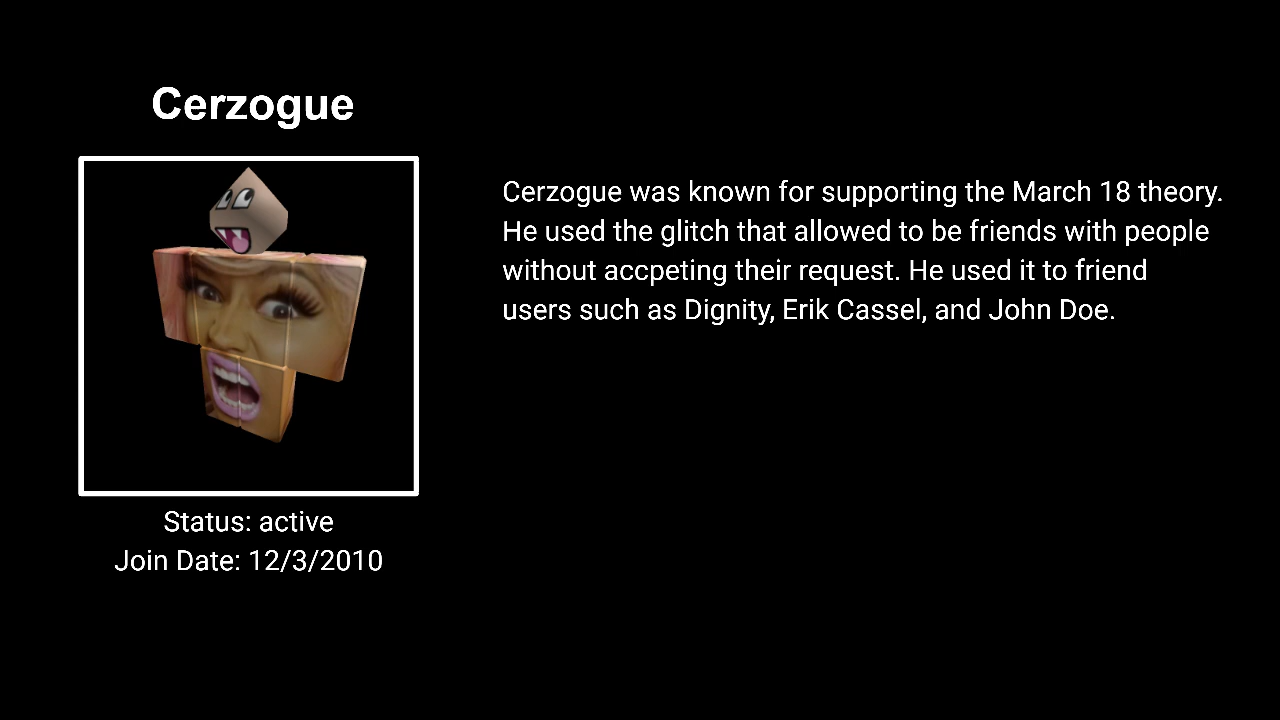 Cerzogue
Cerzogue was known for supporting the March 18 theory.
He used the glitch that allowed to be friends with people
without accpeting their request. He used it to friend
users such as Dignity, Erik Cassel, and John Doe.
Status: active
Join Date: 12/3/2010